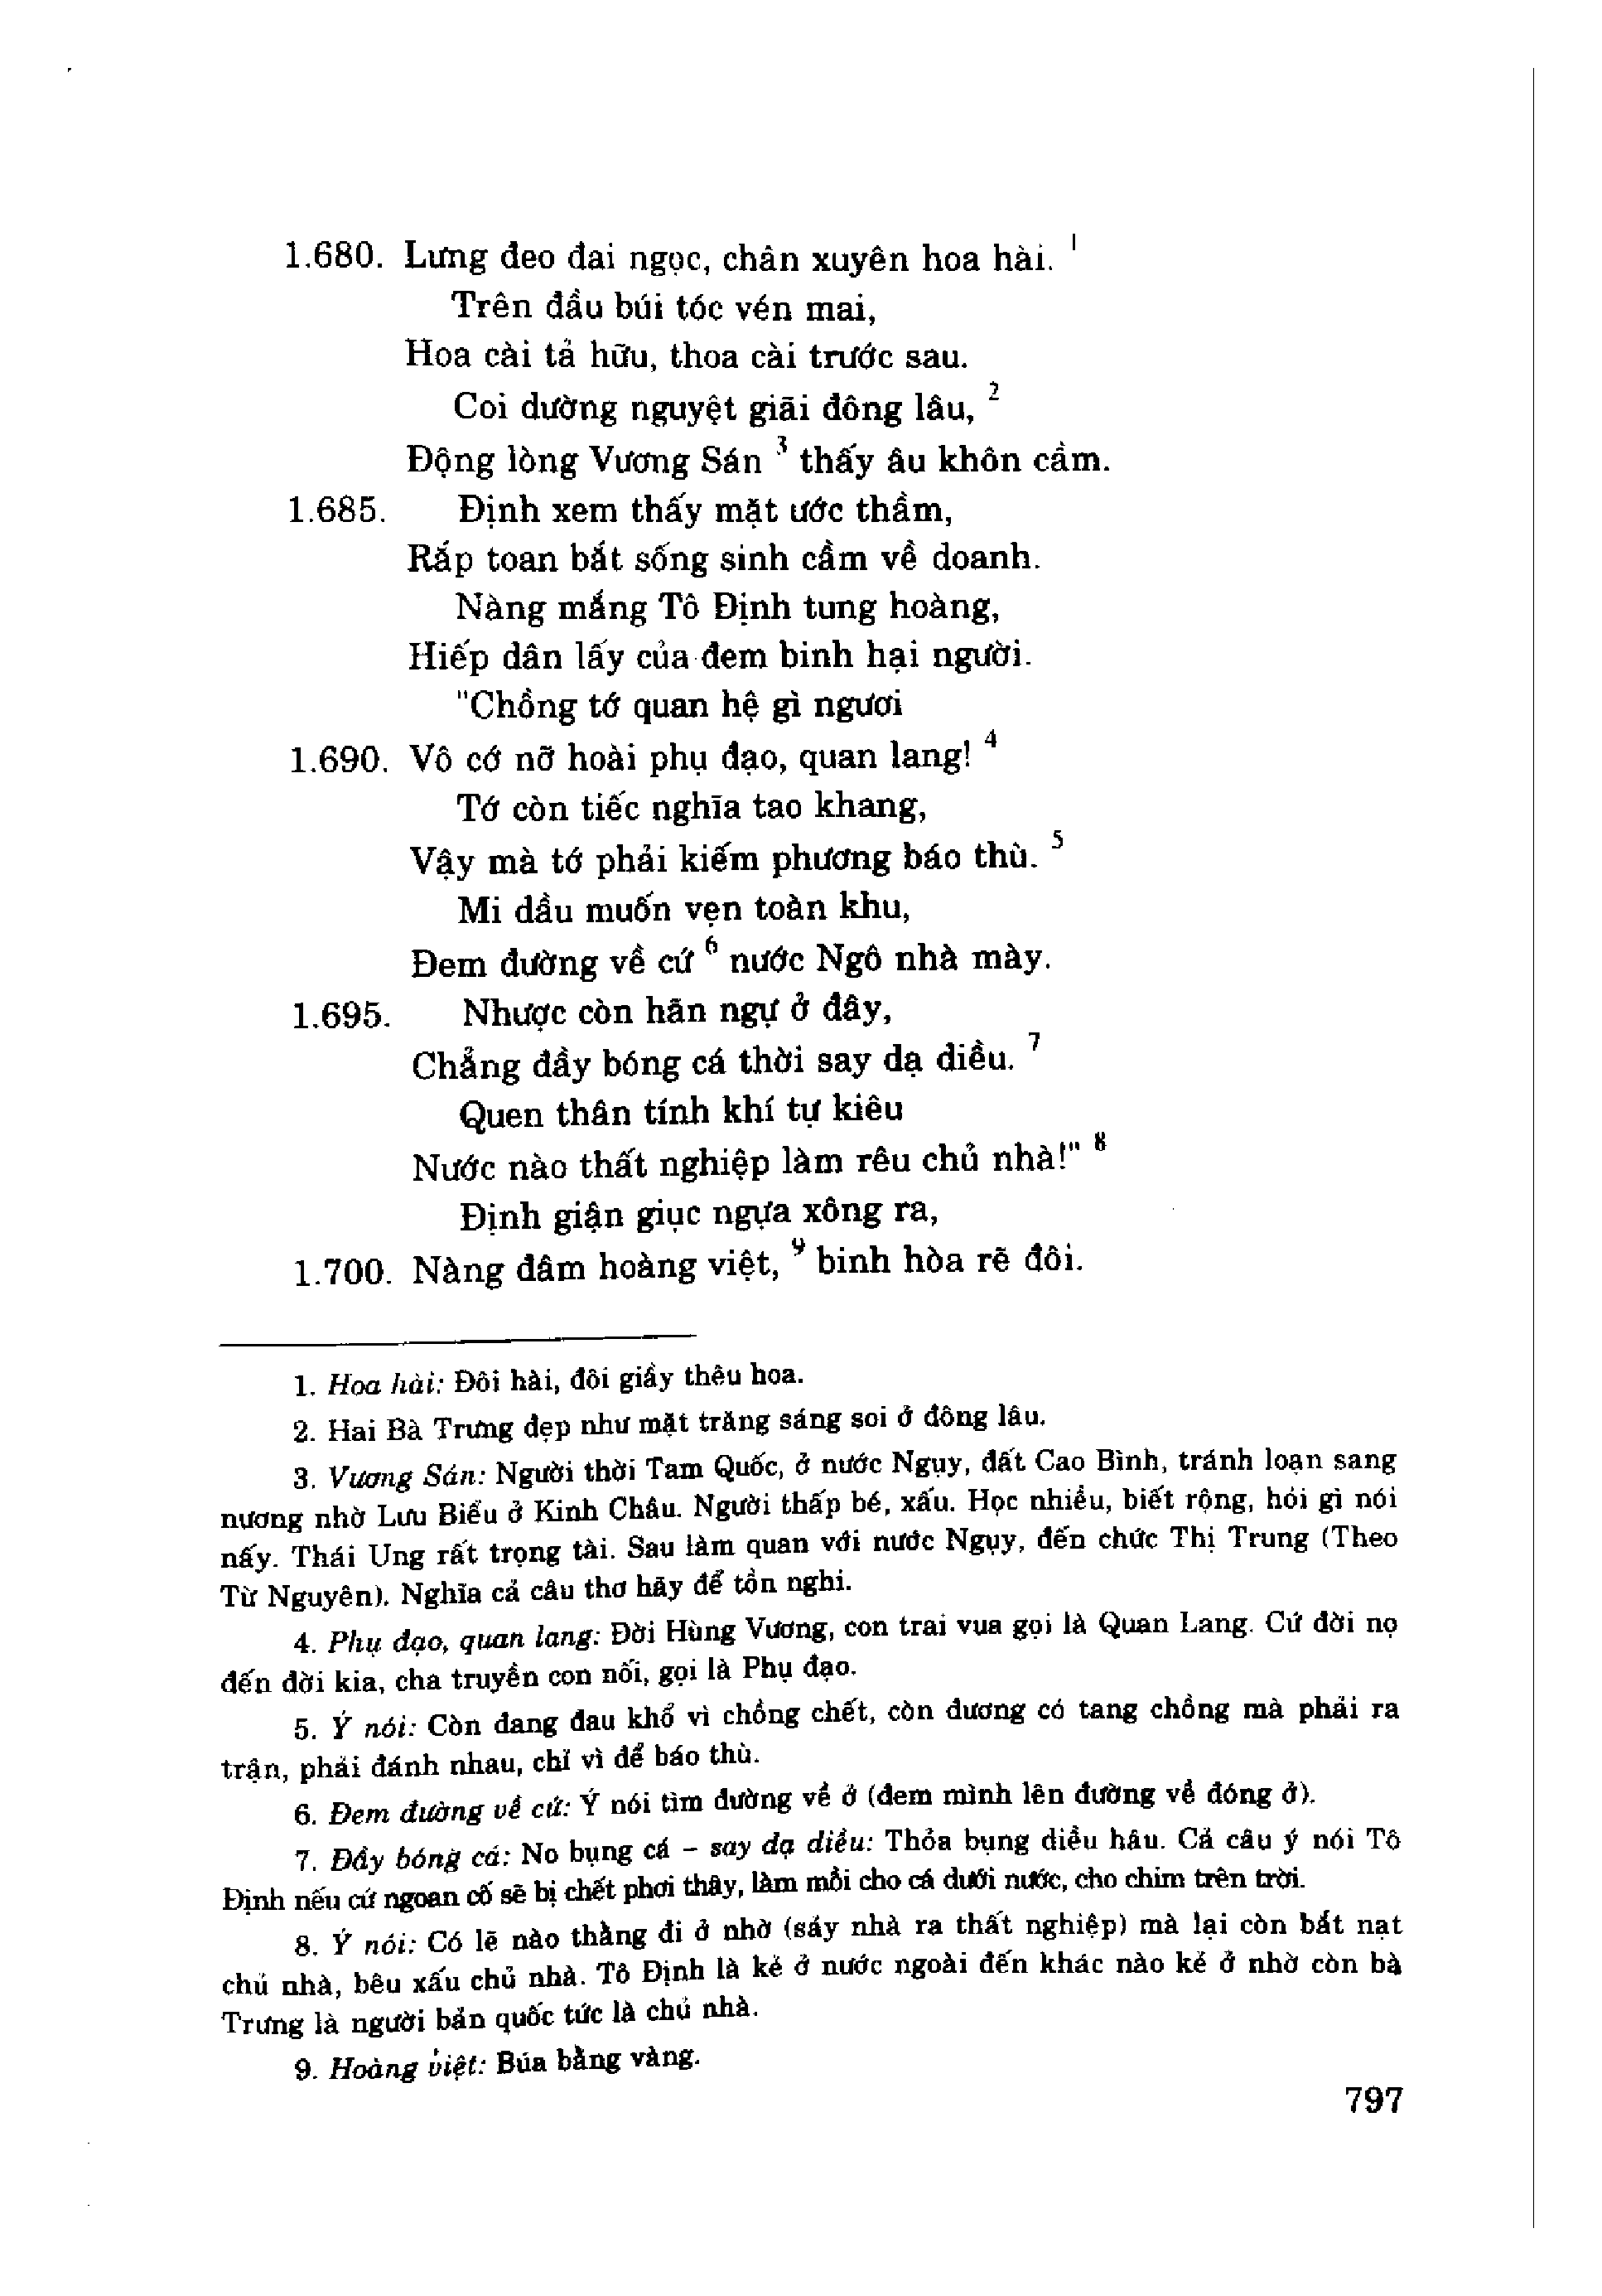 1.680. Lưng đeo đai ngọc, chân xuyên hoa hài. 1
Trên đầu búi tóc vén mai,
Hoa cài tả hữu, thoa cài trước sau.
Coi dường nguyệt giãi đông lâu, 2
Động lòng Vương Sán 3 thấy âu khôn cầm.
1.685. Định xem thấy mặt ước thầm,
Rắp toan bắt sống sinh cầm về doanh.
Nàng mắng Tô Định tung hoàng,
Hiếp dân lấy của đem binh hại người.
"Chồng tớ quan hệ gì ngươi
1.690. Vô cớ nỡ hoài phụ đạo, quan lang! 4
Tớ còn tiếc nghĩa tao khang,
Vậy mà tớ phải kiếm phương báo thù. 5
Mi dầu muốn vẹn toàn khu,
Đem đường về cứ 6 nước Ngô nhà mày.
1.695. Nhược còn hãn ngự ở đây,
Chẳng đầy bóng cá thời say dạ diều. 7
Quen thân tính khí tự kiêu
Nước nào thất nghiệp làm rêu chủ nhà!" 8
Định giận giục ngựa xông ra,
1.700. Nàng đâm hoàng việt, 9 binh hòa rẽ đôi.
1. Hoa hài: Đôi hài, đôi giầy thêu hoa.
2. Hai Bà Trưng đẹp như mặt trăng sáng soi ở đông lâu.
3. Vương Sán: Người thời Tam Quốc, ở nước Ngụy, đất Cao Bình, tránh loạn sang
nương nhờ Lưu Biểu ở Kinh Châu. Người thấp bé, xấu. Học nhiều, biết rộng, hỏi gì nói
nấy. Thái Ung rất trọng tài. Sau làm quan với nước Ngụy, đến chức Thị Trung (Theo
Từ Nguyên). Nghĩa cả câu thơ hãy để tồn nghi.
4. Phụ đạo, quan lang: Đời Hùng Vương, con trai vua gọi là Quan Lang. Cứ đời nọ
đến đời kia, cha truyền con nối, gọi là Phụ đạo.
5. Ý nói: Còn đang đau khổ vì chồng chết, còn đương có tang chồng mà phải ra
trận, phải đánh nhau, chỉ vì để báo thù.
6. Đem đường về cứ: Ý nói tìm đường về ở (đem mình lên đường về đóng ở).
7. Đầy bóng cá: No bụng cá – say dạ diều: Thỏa bụng diều hâu. Cả câu ý nói Tô
Định nếu cứ ngoan cố sẽ bị chết phơi thây, làm mồi cho cá dưới nước, cho chim trên trời.
8. Ý nói: Có lẽ nào thằng đi ở nhờ (sảy nhà ra thất nghiệp) mà lại còn bắt nạt
chủ nhà, bêu xấu chủ nhà. Tô Định là kẻ ở nước ngoài đến khác nào kẻ ở nhờ còn bà
Trưng là người bản quốc tức là chủ nhà.
9. Hoàng việt: Búa bằng vàng.
797